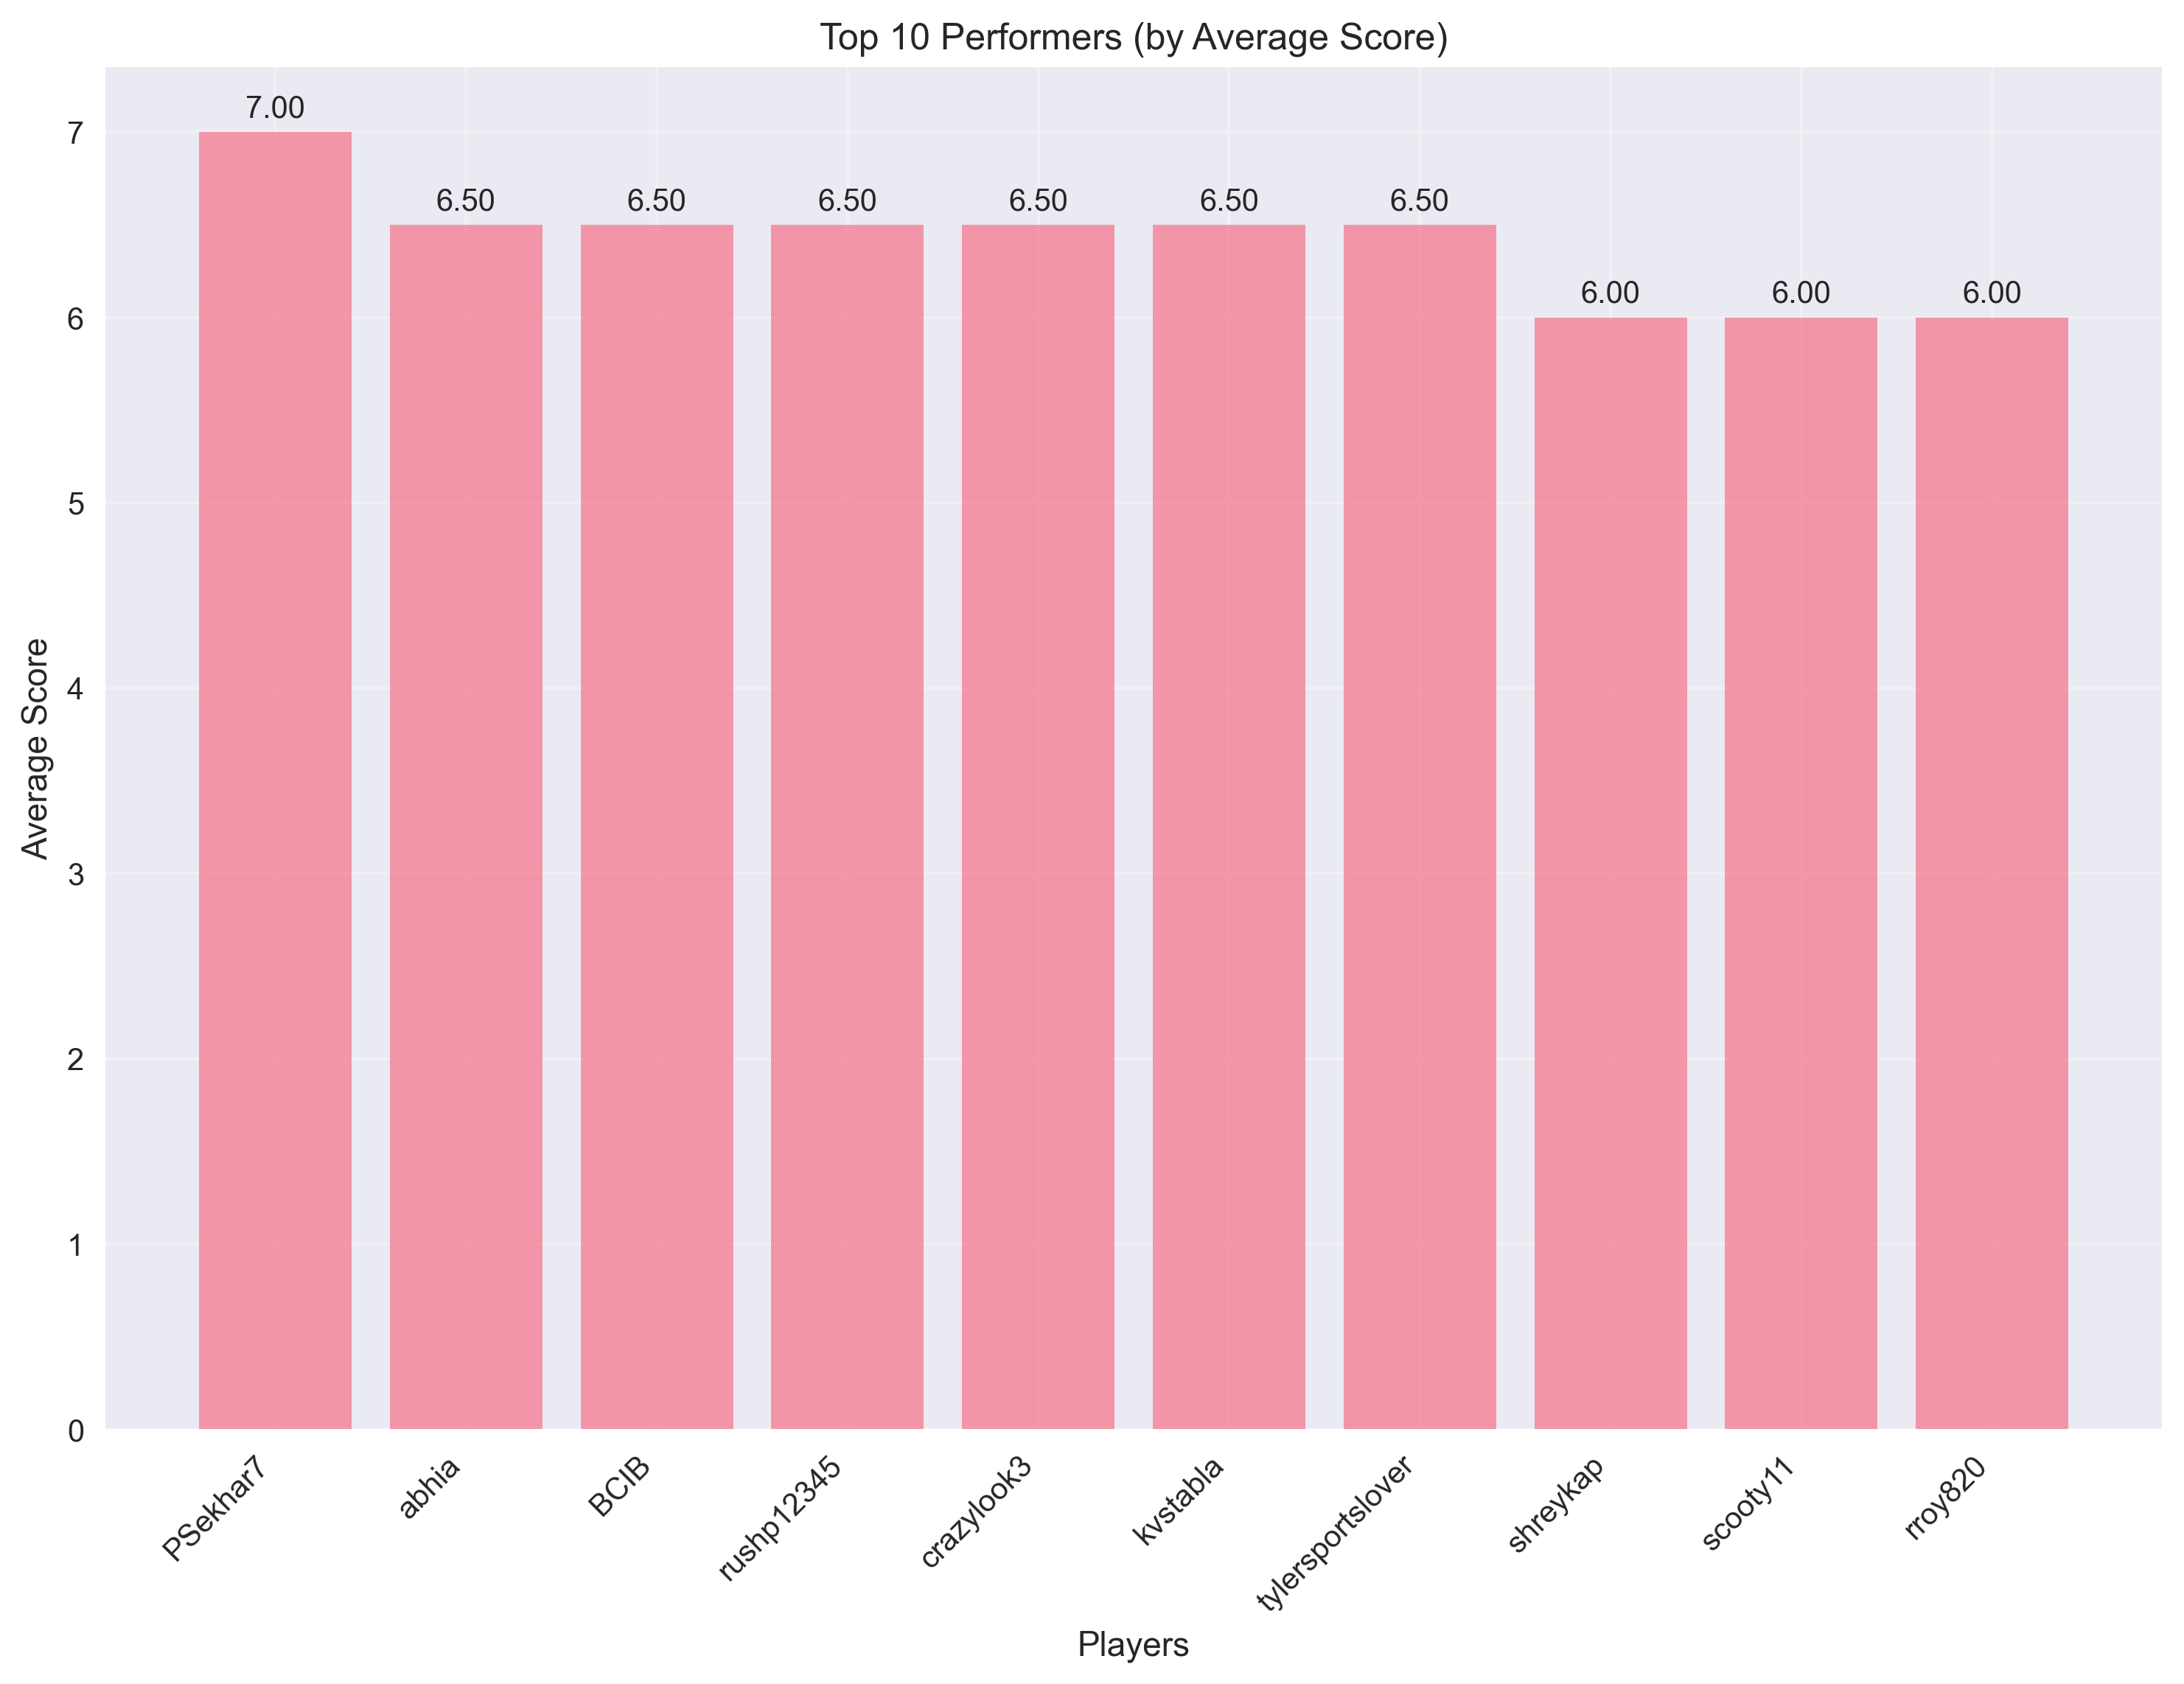 Top 10 Performers (by Average Score)
7.00
6.50
6.50
6.50
6.50
6.50
6.50
6.00
6.00
6.00
7
6
5
4
3
2
1
0
Average Score
PSekhar7
abhia
BCIB
rushp12345
crazylook3
kvstabla
tylersportslover
shreykap
scooty11
rroy820
Players